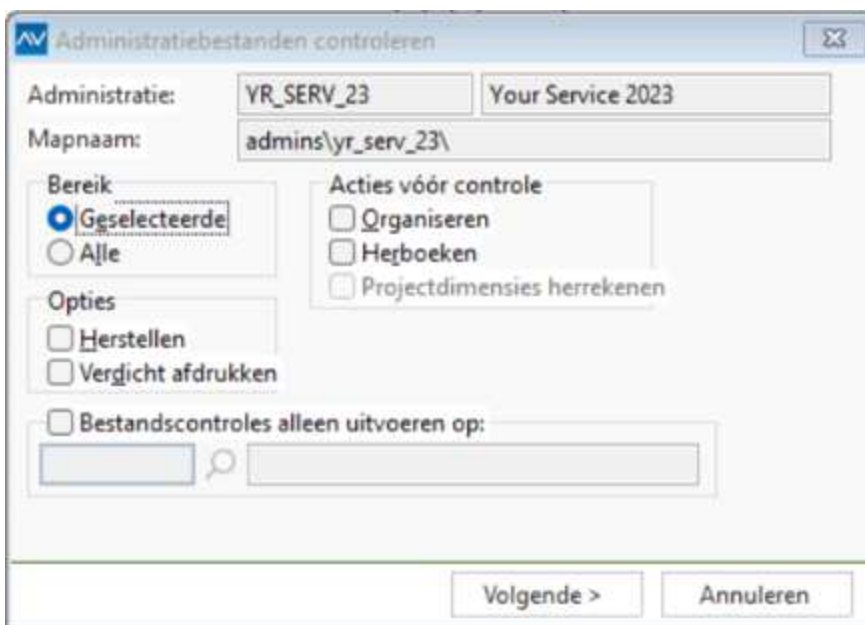 Administratiebestanden controleren
Administratie: YR_SERV_23 Your Service 2023
Mapnaam: admins\yr_serv_23\
Bereik
Geselecteerde
Alle
Acties vóór controle
Organiseren
Herboeken
Projectdimensies herrekenen
Opties
Herstellen
Verdicht afdrukken
Bestandscontroles alleen uitvoeren op:
Volgende > Annuleren